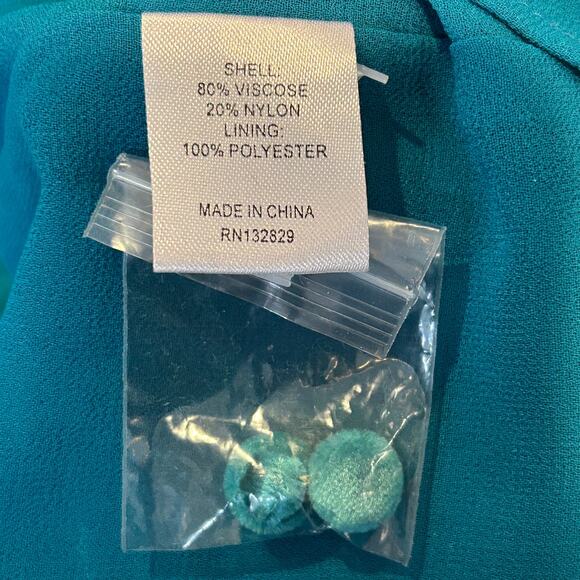 SHELL:
80% VISCOSE
20% NYLON
LINING:
100% POLYESTER
MADE IN CHINA
RN132829